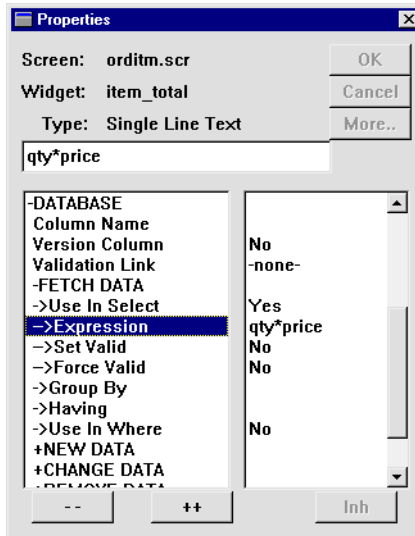 Properties
Screen: orditm.scr OK
Widget: item_total Cancel
Type: Single Line Text More..
qty*price
-DATABASE
Column Name
Version Column No
Validation Link -none-
-FETCH DATA
->Use In Select Yes
->Expression qty*price
->Set Valid No
->Force Valid No
->Group By
->Having
->Use In Where No
+NEW DATA
+CHANGE DATA
+REMOVE DATA
-- ++ Inh